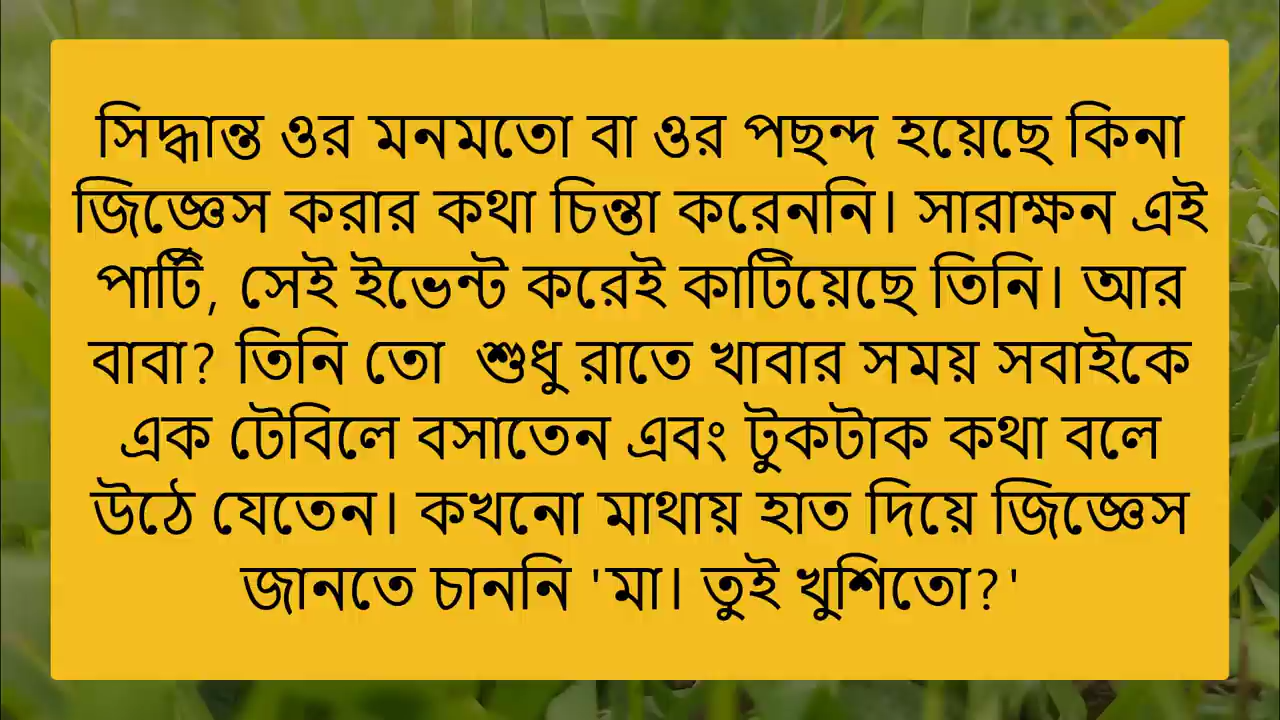 সিদ্ধান্ত ওর মনমতো বা ওর পছন্দ হয়েছে কিনা
জিজ্ঞেস করার কথা চিন্তা করেননি। সারাক্ষন এই
পার্টি, সেই ইভেন্ট করেই কাটিয়েছে তিনি। আর
বাবা? তিনি তো  শুধু রাতে খাবার সময় সবাইকে
এক টেবিলে বসাতেন এবং টুকটাক কথা বলে
উঠে যেতেন। কখনো মাথায় হাত দিয়ে জিজ্ঞেস
জানতে চাননি 'মা। তুই খুশিতো?'